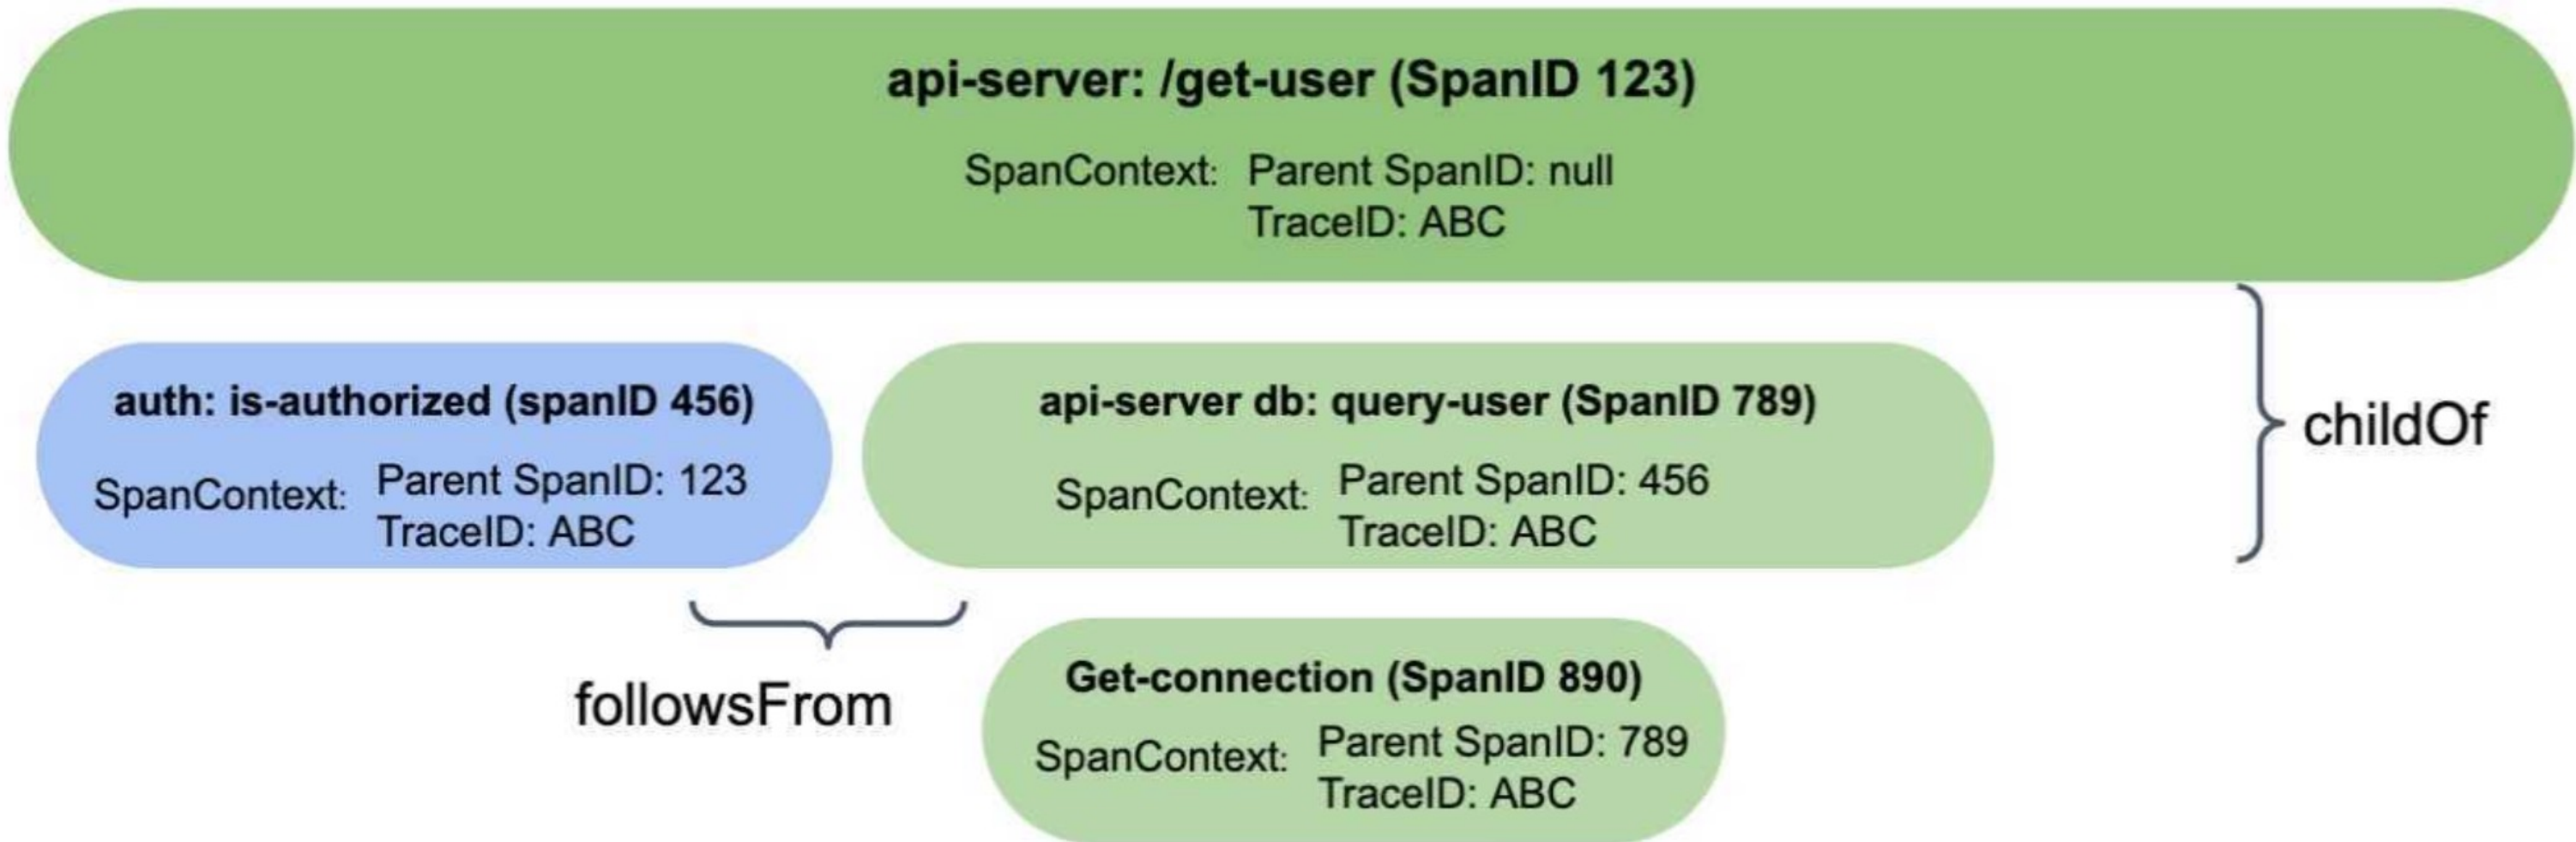 api-server: /get-user (SpanID 123)
SpanContext: Parent SpanID: null
TraceID: ABC
auth: is-authorized (spanID 456)
SpanContext: Parent SpanID: 123
TraceID: ABC
api-server db: query-user (SpanID 789)
SpanContext: Parent SpanID: 456
TraceID: ABC
childOf
followsFrom
Get-connection (SpanID 890)
SpanContext: Parent SpanID: 789
TraceID: ABC